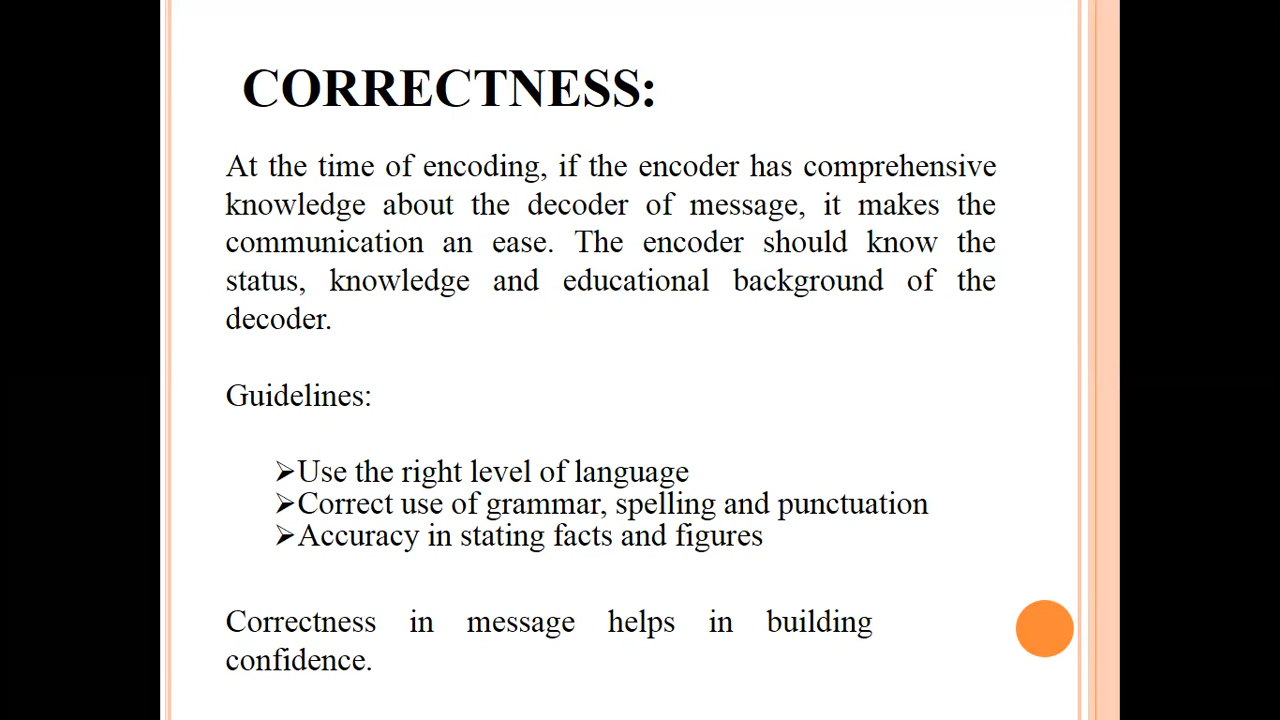 CORRECTNESS:
At the time of encoding, if the encoder has comprehensive
knowledge about the decoder of message, it makes the
communication an ease. The encoder should know the
status, knowledge and educational background of the
decoder.
Guidelines:
➢Use the right level of language
➢Correct use of grammar, spelling and punctuation
➢Accuracy in stating facts and figures
Correctness in message helps in building
confidence.